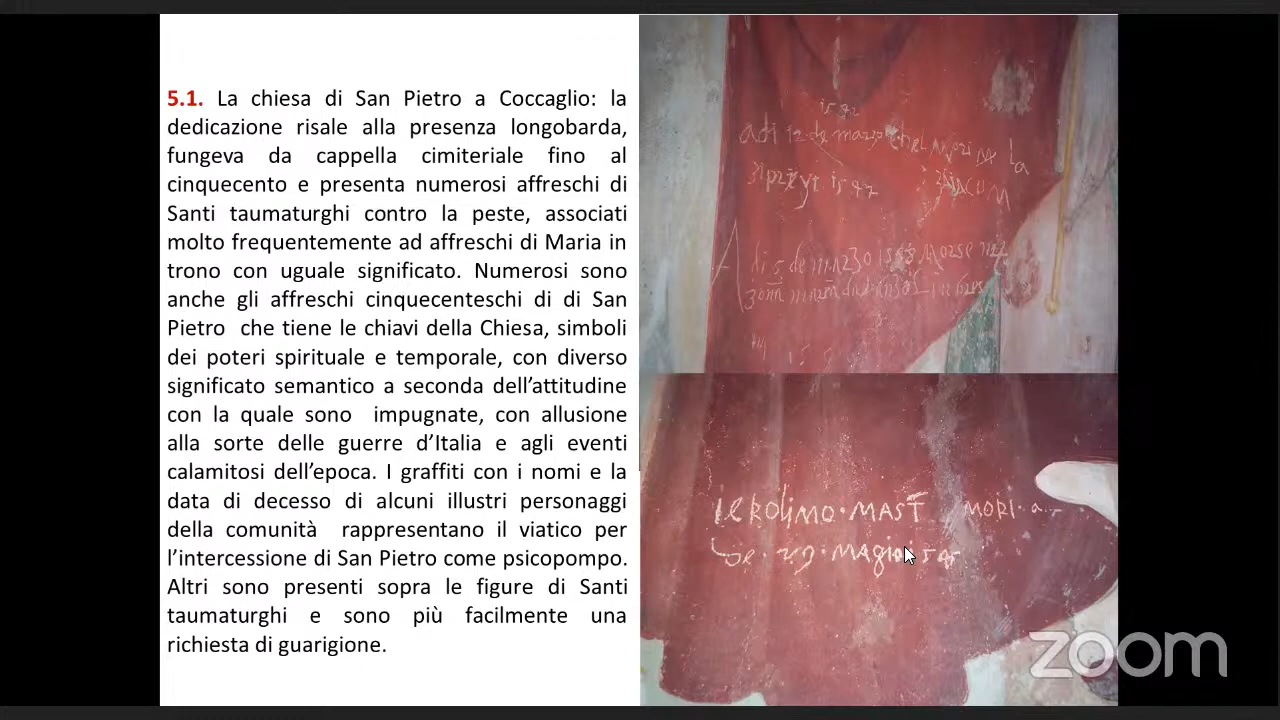 5.1. La chiesa di San Pietro a Coccaglio: la
dedicazione risale alla presenza longobarda,
fungeva da cappella cimiteriale fino al
cinquecento e presenta numerosi affreschi di
Santi taumaturghi contro la peste, associati
molto frequentemente ad affreschi di Maria in
trono con uguale significato. Numerosi sono
anche gli affreschi cinquecenteschi di di San
Pietro che tiene le chiavi della Chiesa, simboli
dei poteri spirituale e temporale, con diverso
significato semantico a seconda dell’attitudine
con la quale sono impugnate, con allusione
alla sorte delle guerre d’Italia e agli eventi
calamitosi dell’epoca. I graffiti con i nomi e la
data di decesso di alcuni illustri personaggi
della comunità rappresentano il viatico per
l’intercessione di San Pietro come psicopompo.
Altri sono presenti sopra le figure di Santi
taumaturghi e sono più facilmente una
richiesta di guarigione.
adi 12 de marzo
di 5 de marzo
IeROLIMO·MAST MORI·a
zoom